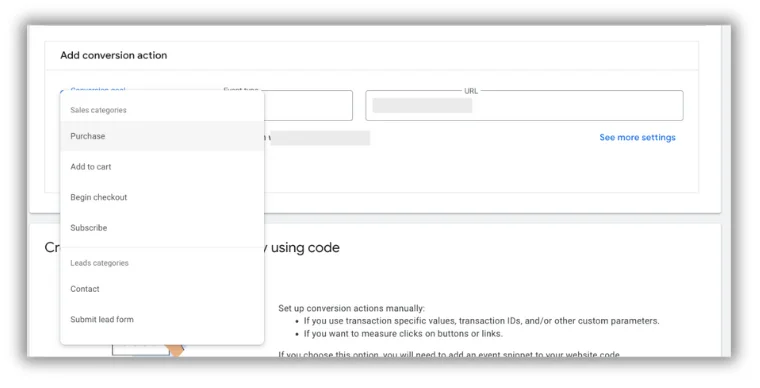 Add conversion action
Conversion goal
Event type
URL
Sales categories
Purchase
See more settings
Add to cart
Begin checkout
Subscribe
using code
Leads categories
Contact
Submit lead form
Set up conversion actions manually:
• If you use transaction specific values, transaction IDs, and/or other custom parameters.
• If you want to measure clicks on buttons or links.
If you choose this option, you will need to add an event snippet to your website code